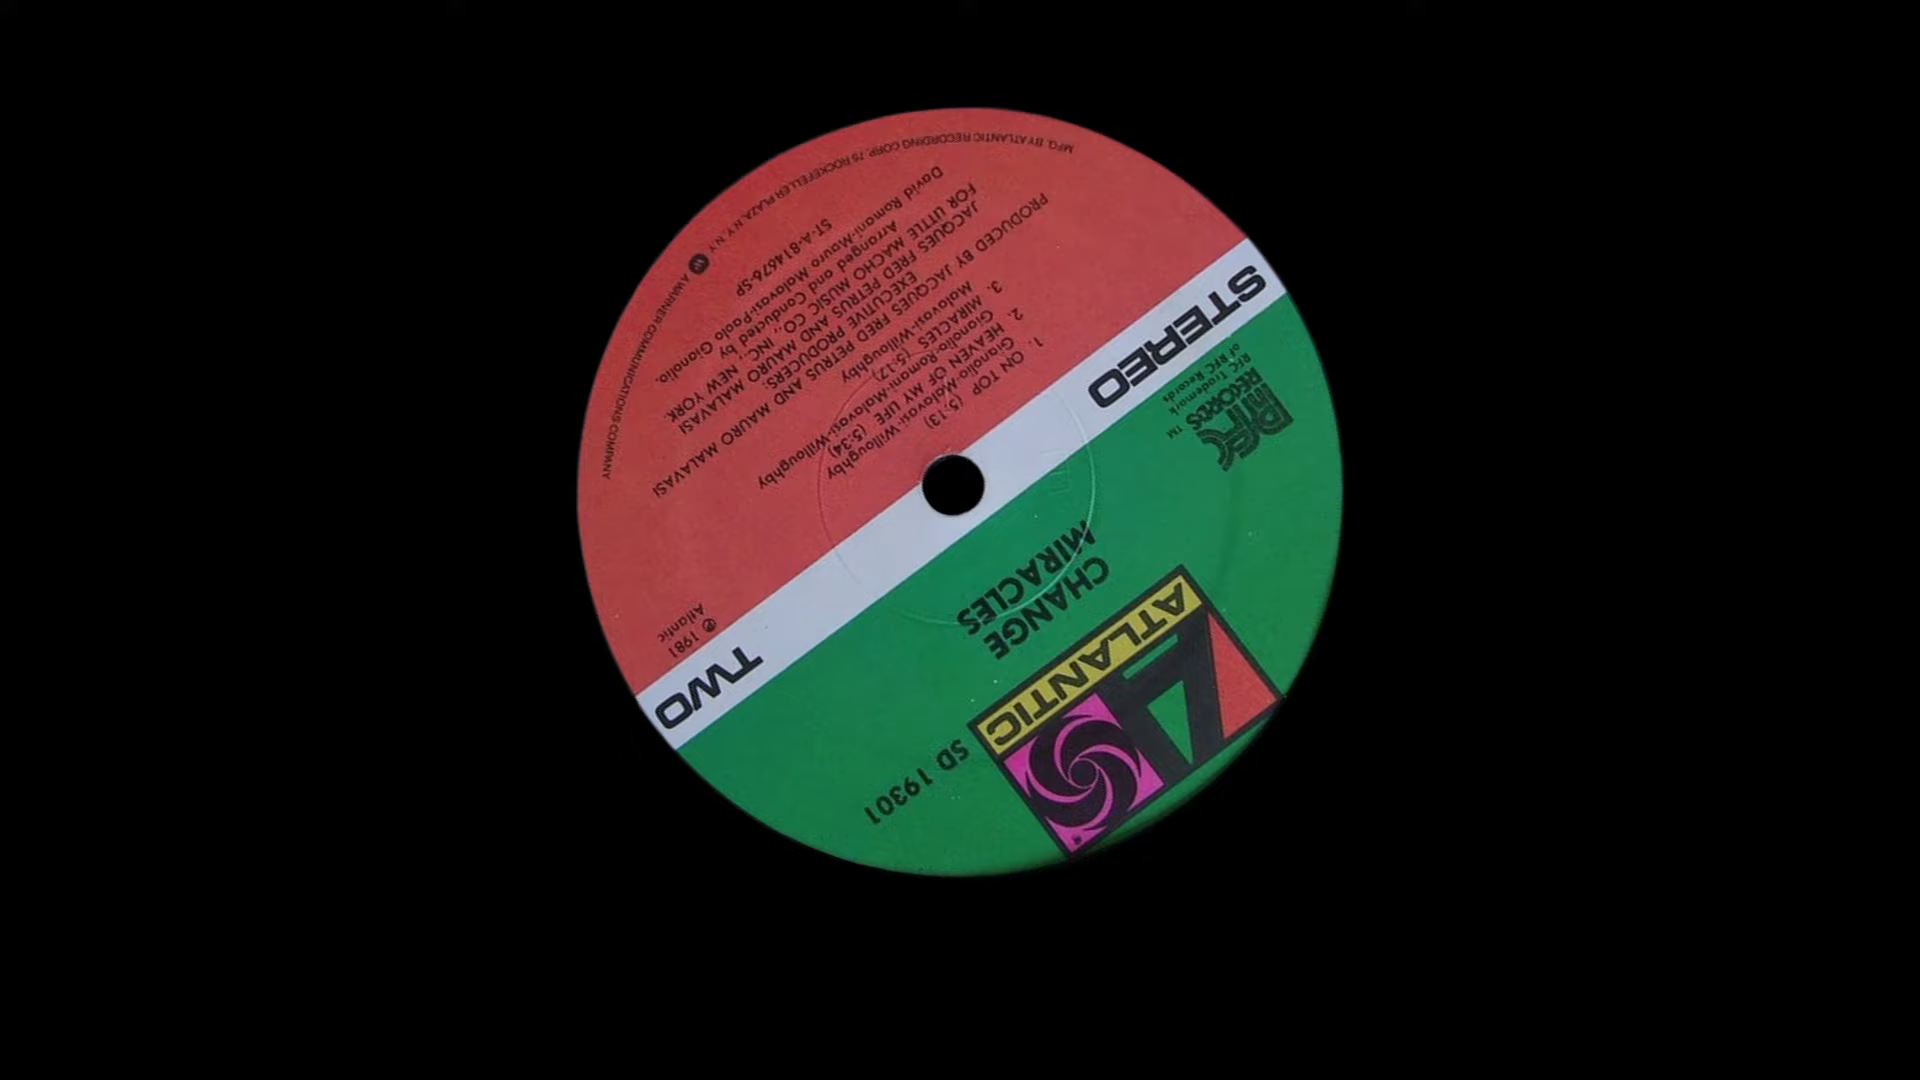 ATLANTIC
SD 19301
CHANGE
MIRACLES
RFC
RECORDS
™
RFC Trademark
of RFC Records
STEREO
TWO
℗ 1981
Atlantic
1. ON TOP (5:13)
Gianolio-Malavasi-Willoughby
2. HEAVEN OF MY LIFE (5:34)
Gianolio-Romani-Malavasi-Willoughby
3. MIRACLES (5:17)
Malavasi-Willoughby
PRODUCED BY JACQUES FRED PETRUS AND MAURO MALAVASI
EXECUTIVE PRODUCERS:
JACQUES FRED PETRUS AND MAURO MALAVASI
FOR LITTLE MACHO MUSIC CO., INC., NEW YORK.
Arranged and Conducted by
David Romani-Mauro Malavasi-Paolo Gianolio.
ST-A-814676-SP
MFG. BY ATLANTIC RECORDING CORP. 75 ROCKEFELLER PLAZA, N.Y. N.Y. A WARNER COMMUNICATIONS COMPANY